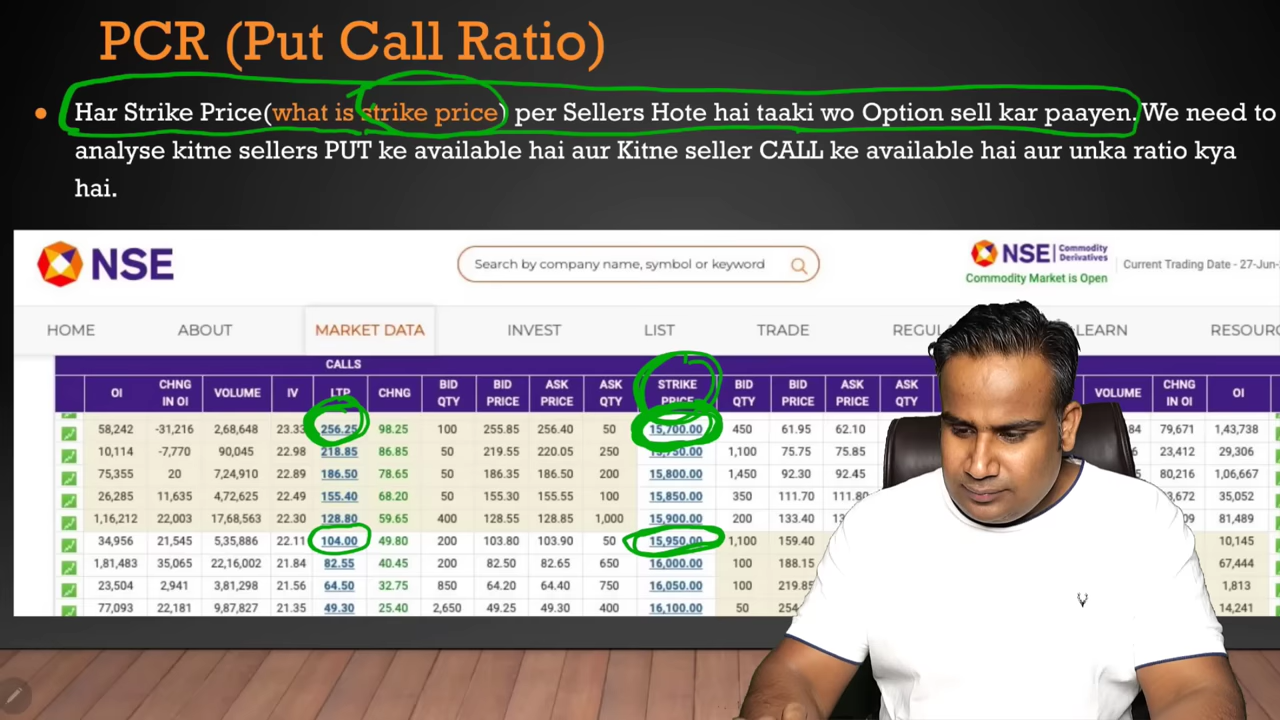 PCR (Put Call Ratio)
• Har Strike Price(what is strike price) per Sellers Hote hai taaki wo Option sell kar paayen. We need to
analyse kitne sellers PUT ke available hai aur Kitne seller CALL ke available hai aur unka ratio kya
hai.
NSE
Search by company name, symbol or keyword
NSE Commodity Derivatives
Commodity Market is Open
Current Trading Date - 27-Jun-
HOME ABOUT MARKET DATA INVEST LIST TRADE LEARN
CALLS
OI CHNG IN OI VOLUME IV LTP CHNG BID QTY BID PRICE ASK PRICE ASK QTY STRIKE PRICE BID QTY BID PRICE ASK PRICE ASK QTY VOLUME CHNG IN OI OI
58,242 -31,216 2,68,648 23.33 256.25 98.25 100 255.85 256.40 50 15,700.00 450 61.95 62.10 79,671 1,43,738
10,114 -7,770 90,045 22.98 218.85 86.85 50 219.55 220.05 250 15,750.00 1,100 75.75 75.85 23,412 29,306
75,355 20 7,24,910 22.89 186.50 78.65 50 186.35 186.50 200 15,800.00 1,450 92.30 92.45 80,216 1,06,667
26,285 11,635 4,72,625 22.49 155.40 68.20 50 155.30 155.55 100 15,850.00 350 111.70 111.80 35,052
1,16,212 22,003 17,68,563 22.30 128.80 59.65 400 128.55 128.85 1,000 15,900.00 200 133.40 81,489
34,956 21,545 5,35,886 22.11 104.00 49.80 200 103.80 103.90 50 15,950.00 1,100 159.40 10,145
1,81,483 35,065 22,16,002 21.84 82.55 40.45 200 82.50 82.65 650 16,000.00 100 188.15 67,444
23,504 2,941 3,81,298 21.56 64.50 32.75 850 64.20 64.40 750 16,050.00 100 219.85 1,813
77,093 22,181 9,87,827 21.35 49.30 25.40 2,650 49.25 49.30 400 16,100.00 50 14,241